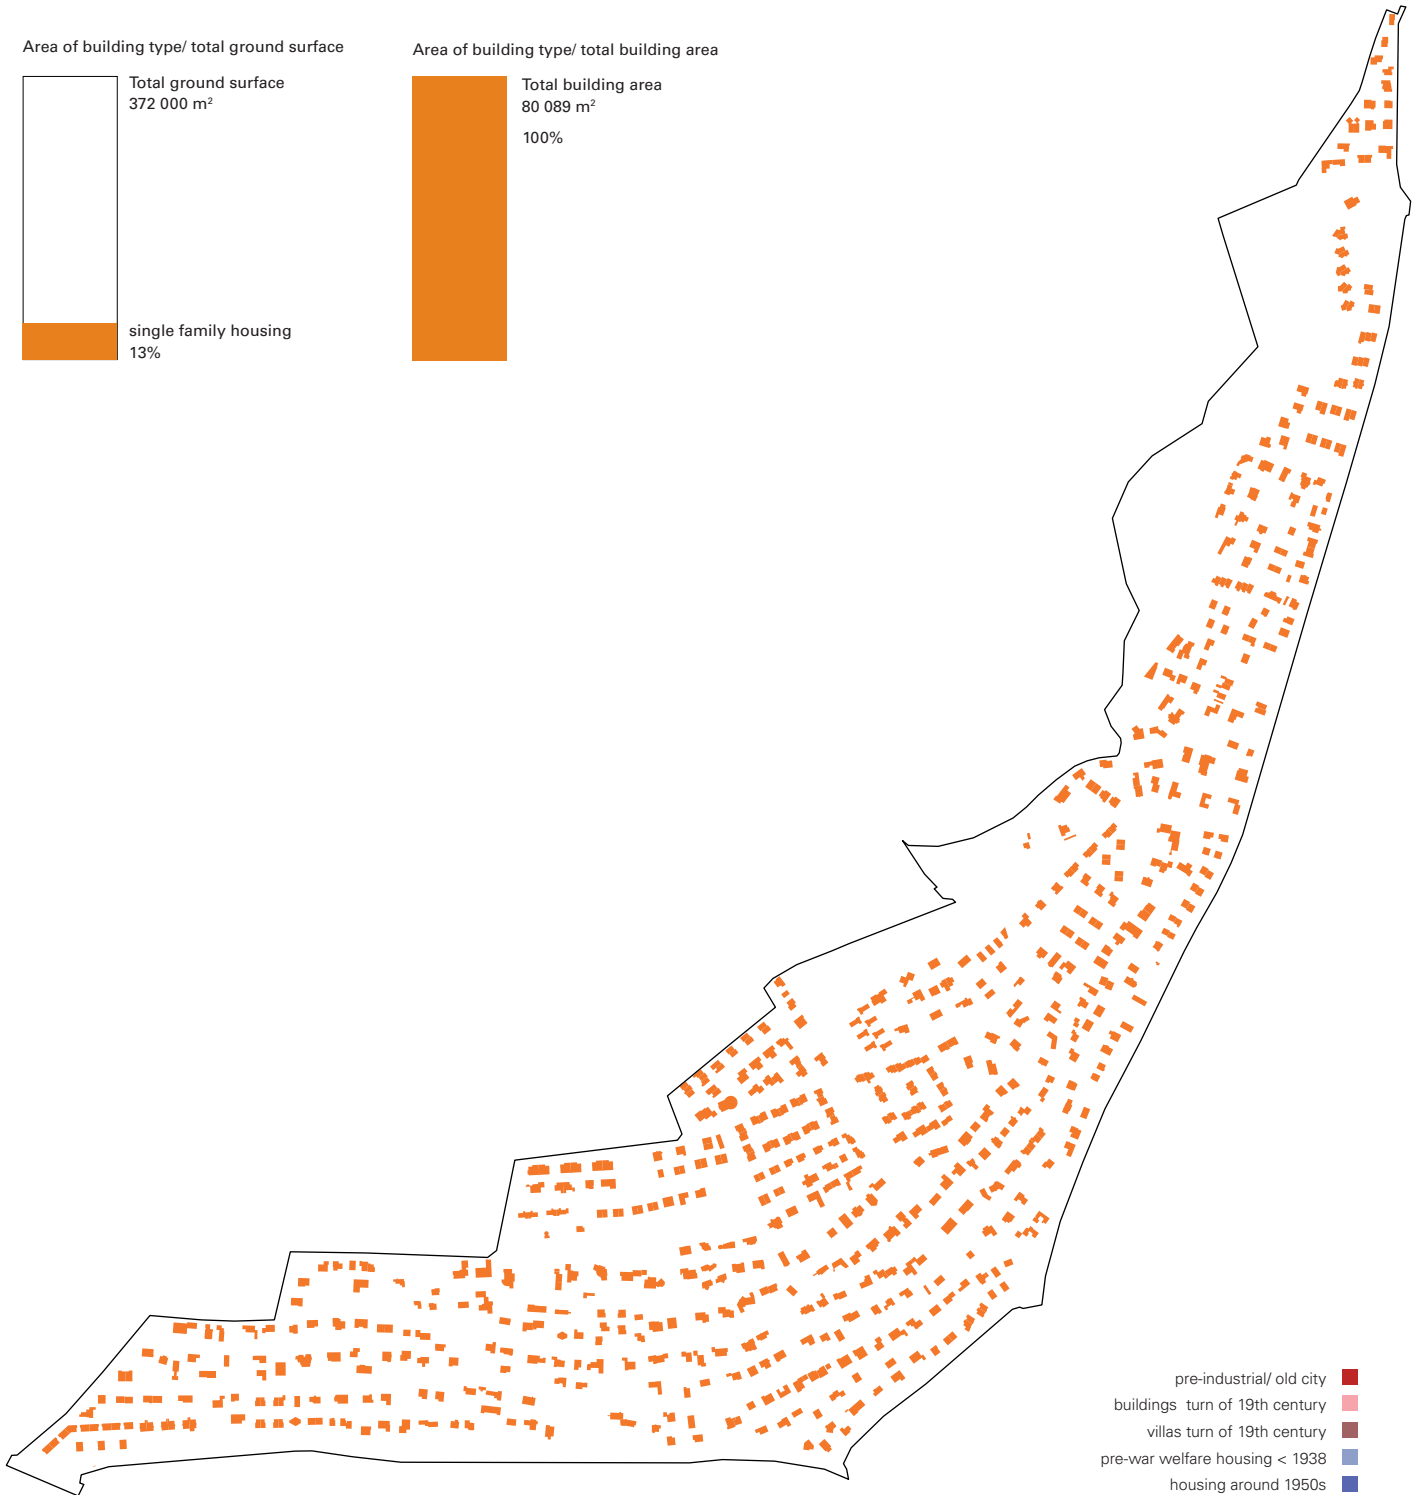 Area of building type/ total ground surface
Total ground surface
372 000 m²
single family housing
13%
Area of building type/ total building area
Total building area
80 089 m²
100%
pre-industrial/ old city
buildings turn of 19th century
villas turn of 19th century
pre-war welfare housing < 1938
housing around 1950s